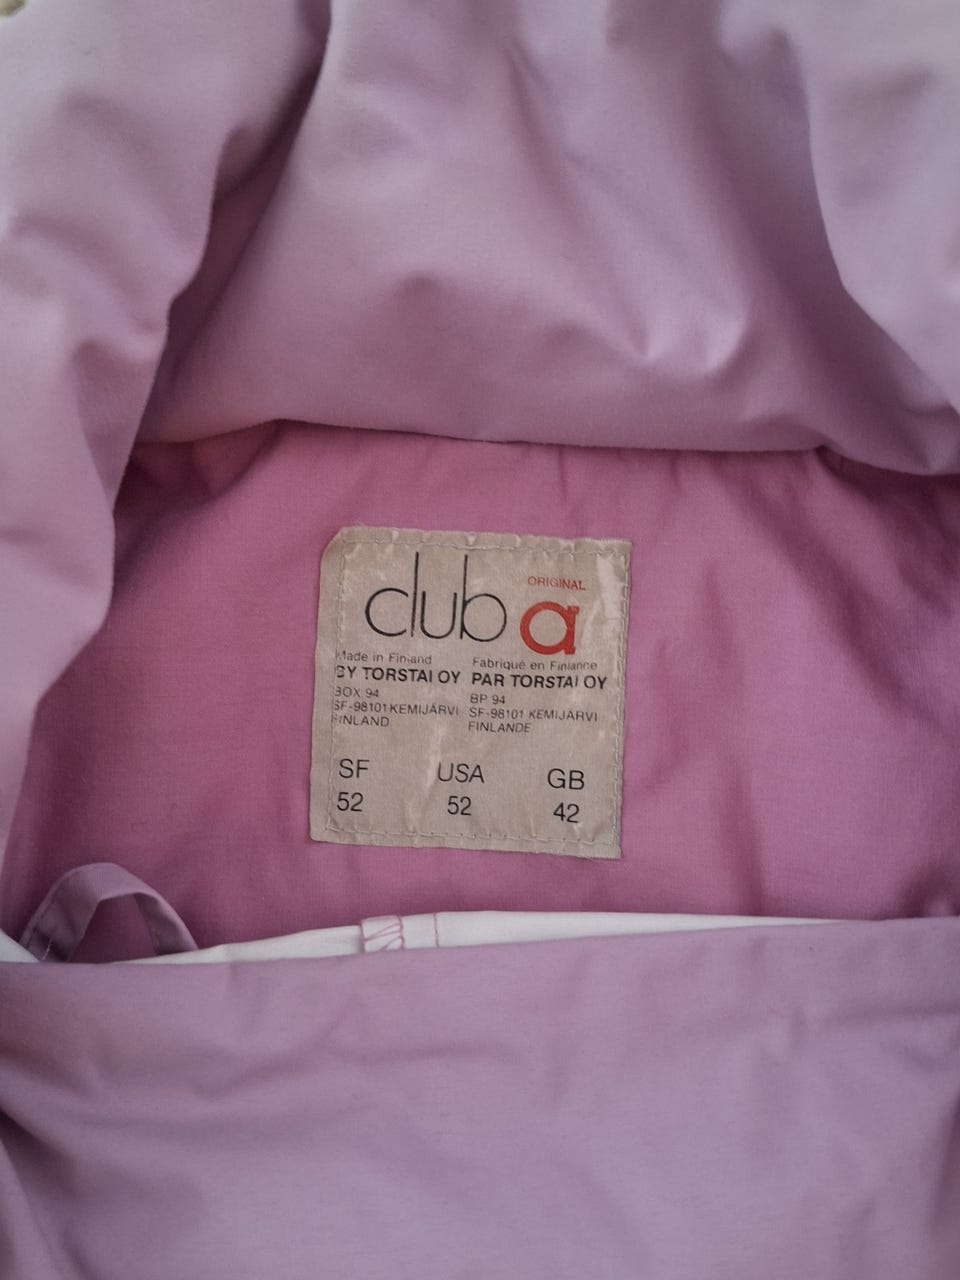 club a
ORIGINAL
Made in Finland
BY TORSTAI OY
BOX 94
SF-98101 KEMIJÄRVI
FINLAND
Fabriqué en Finlance
PAR TORSTAI OY
BP 94
SF-98101 KEMIJÄRVI
FINLANDE
SF USA GB
52 52 42